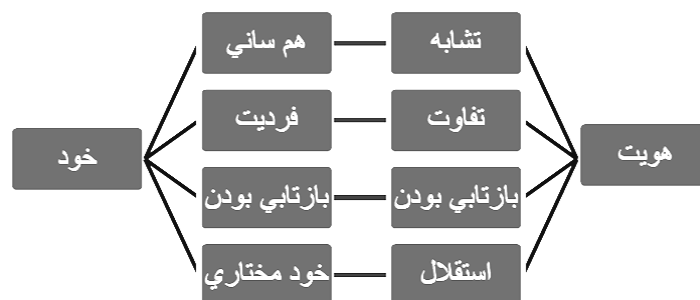 هويت
تشابه
هم ساني
تفاوت
فرديت
بازتابي بودن
بازتابي بودن
استقلال
خود مختاري
خود